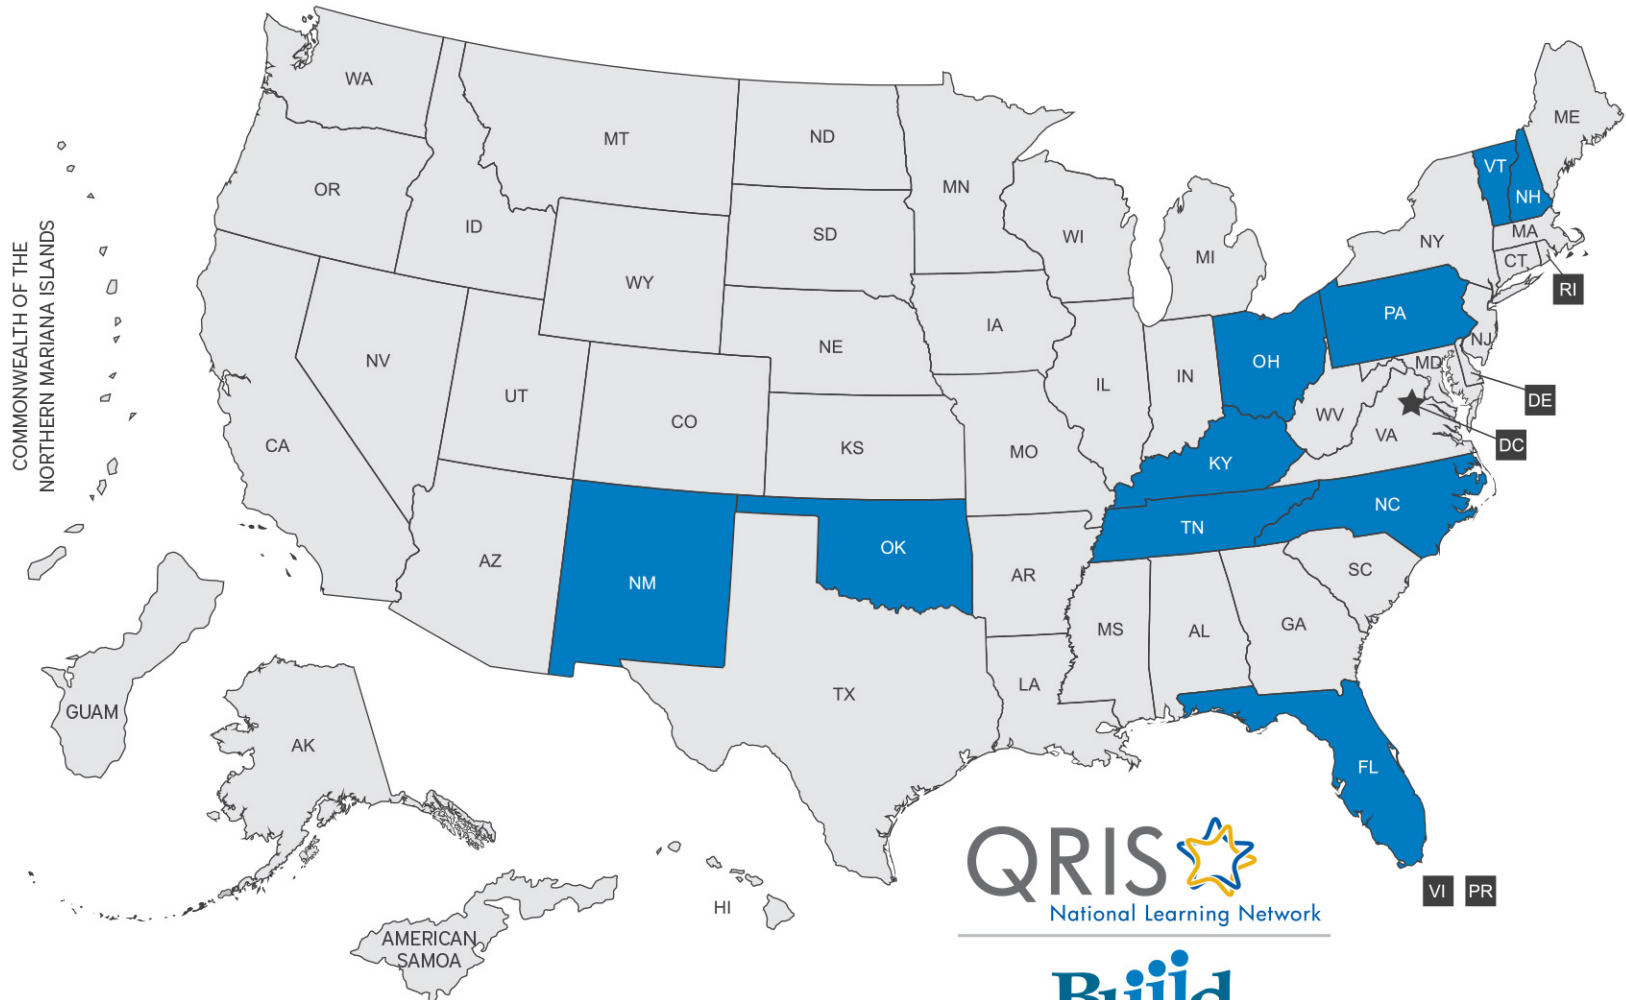 WA
MT
ND
MN
ME
VT
NH
OR
ID
SD
WI
MI
NY
MA
CT
RI
WY
IA
PA
NJ
NE
NV
UT
CO
KS
MO
IL
IN
OH
MD
DE
WV
VA
DC
CA
KY
NC
TN
AZ
NM
OK
AR
SC
MS
AL
GA
TX
LA
FL
COMMONWEALTH OF THE
NORTHERN MARIANA ISLANDS
GUAM
AK
HI
AMERICAN
SAMOA
VI PR
QRIS
National Learning Network
Build